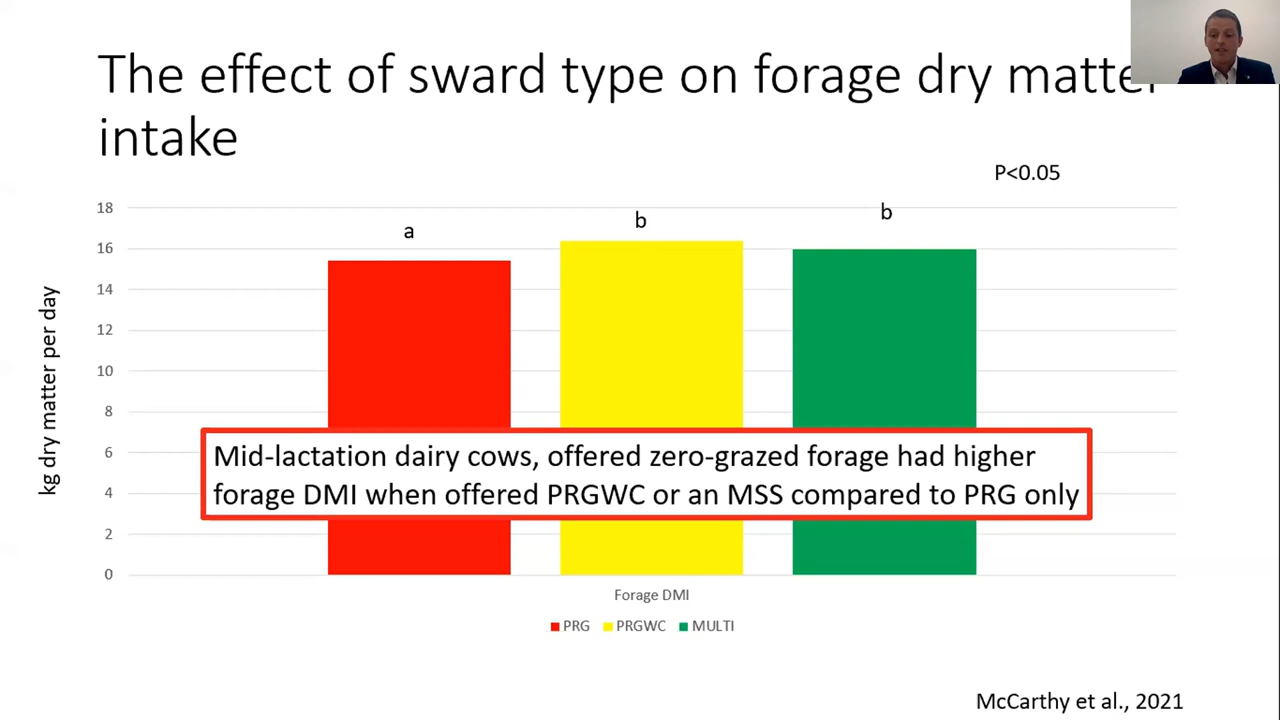 The effect of sward type on forage dry matter
intake
P<0.05
18
16
14
12
10
8
6
4
2
0
kg dry matter per day
a
b
b
Mid-lactation dairy cows, offered zero-grazed forage had higher
forage DMI when offered PRGWC or an MSS compared to PRG only
Forage DMI
PRG PRGWC MULTI
McCarthy et al., 2021